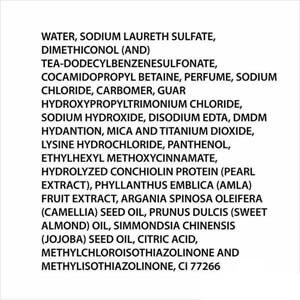 WATER, SODIUM LAURETH SULFATE,
DIMETHICONOL (AND)
TEA-DODECYLBENZENESULFONATE,
COCAMIDOPROPYL BETAINE, PERFUME, SODIUM
CHLORIDE, CARBOMER, GUAR
HYDROXYPROPYLTRIMONIUM CHLORIDE,
SODIUM HYDROXIDE, DISODIUM EDTA, DMDM
HYDANTION, MICA AND TITANIUM DIOXIDE,
LYSINE HYDROCHLORIDE, PANTHENOL,
ETHYLHEXYL METHOXYCINNAMATE,
HYDROLYZED CONCHIOLIN PROTEIN (PEARL
EXTRACT), PHYLLANTHUS EMBLICA (AMLA)
FRUIT EXTRACT, ARGANIA SPINOSA OLEIFERA
(CAMELLIA) SEED OIL, PRUNUS DULCIS (SWEET
ALMOND) OIL, SIMMONDSIA CHINENSIS
(JOJOBA) SEED OIL, CITRIC ACID,
METHYLCHLOROISOTHIAZOLINONE AND
METHYLISOTHIAZOLINONE, CI 77266